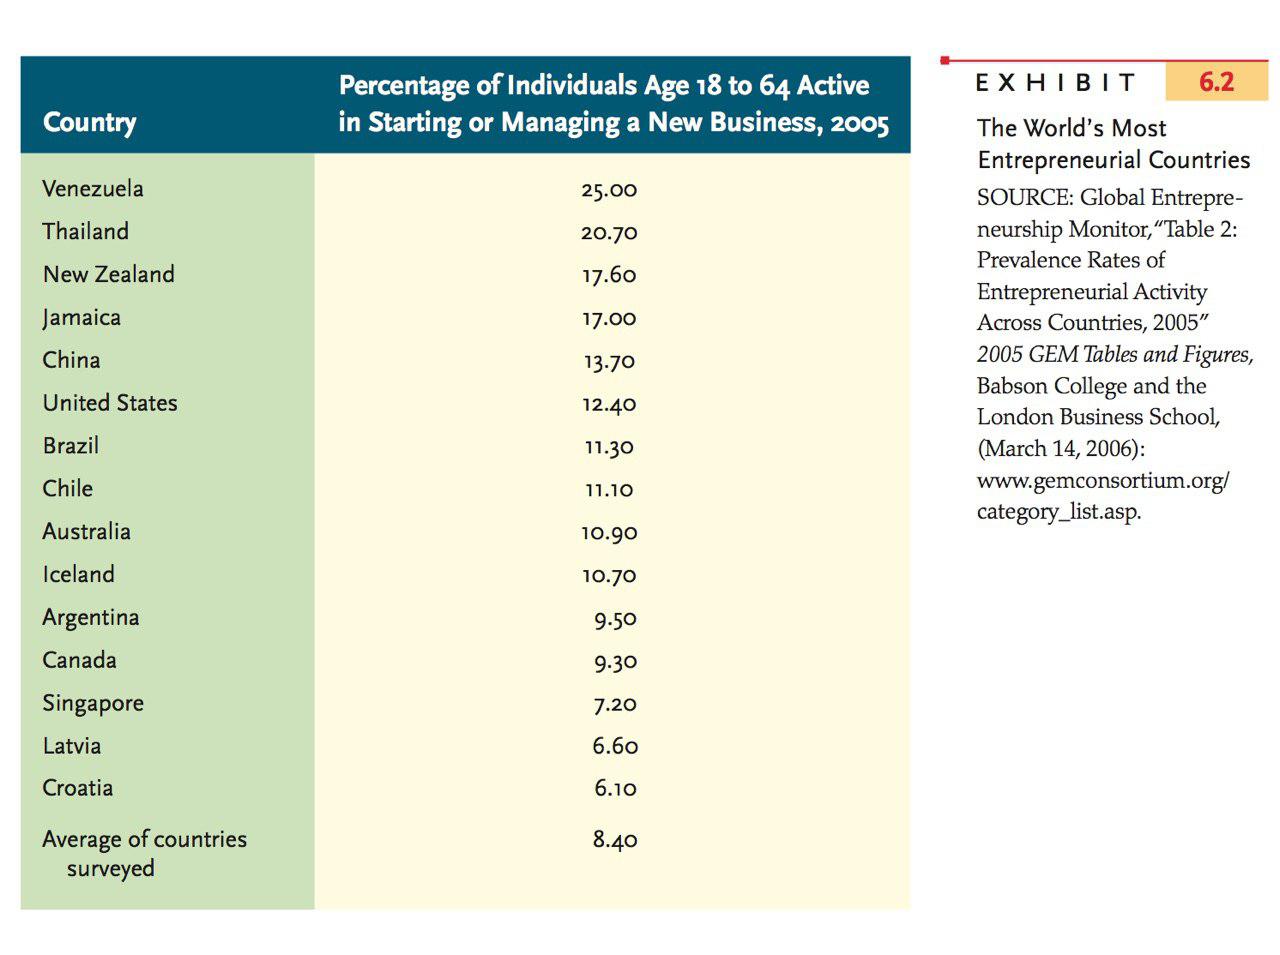 Country
Percentage of Individuals Age 18 to 64 Active
in Starting or Managing a New Business, 2005
Venezuela 25.00
Thailand 20.70
New Zealand 17.60
Jamaica 17.00
China 13.70
United States 12.40
Brazil 11.30
Chile 11.10
Australia 10.90
Iceland 10.70
Argentina 9.50
Canada 9.30
Singapore 7.20
Latvia 6.60
Croatia 6.10
Average of countries 8.40
surveyed
EXHIBIT 6.2
The World's Most
Entrepreneurial Countries
SOURCE: Global Entrepre-
neurship Monitor, “Table 2:
Prevalence Rates of
Entrepreneurial Activity
Across Countries, 2005”
2005 GEM Tables and Figures,
Babson College and the
London Business School,
(March 14, 2006):
www.gemconsortium.org/
category_list.asp.